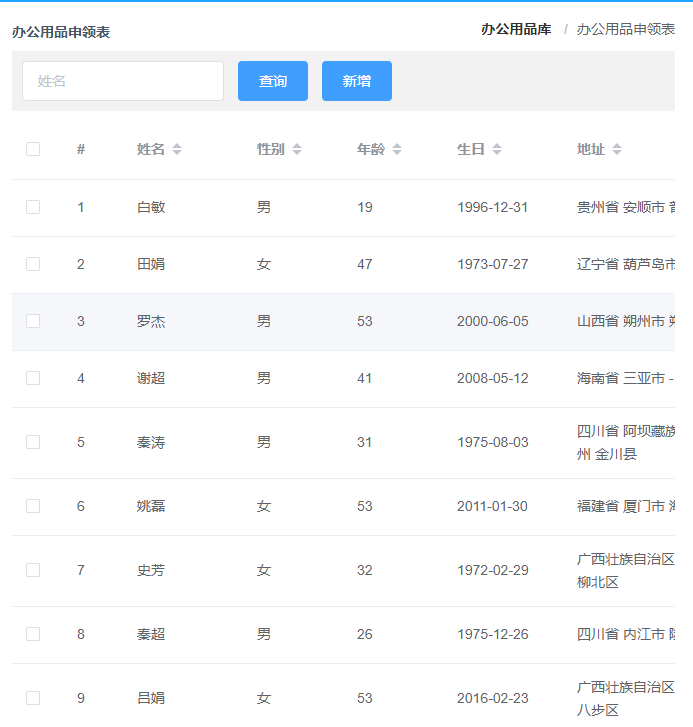 办公用品申领表
办公用品库 / 办公用品申领表
姓名 查询 新增
# 姓名 性别 年龄 生日 地址
1 白敏 男 19 1996-12-31 贵州省 安顺市
2 田娟 女 47 1973-07-27 辽宁省 葫芦岛市
3 罗杰 男 53 2000-06-05 山西省 朔州市
4 谢超 男 41 2008-05-12 海南省 三亚市 -
5 秦涛 男 31 1975-08-03 四川省 阿坝藏族
州 金川县
6 姚磊 女 53 2011-01-30 福建省 厦门市
7 史芳 女 32 1972-02-29 广西壮族自治区
柳北区
8 秦超 男 26 1975-12-26 四川省 内江市
9 吕娟 女 53 2016-02-23 广西壮族自治区
八步区